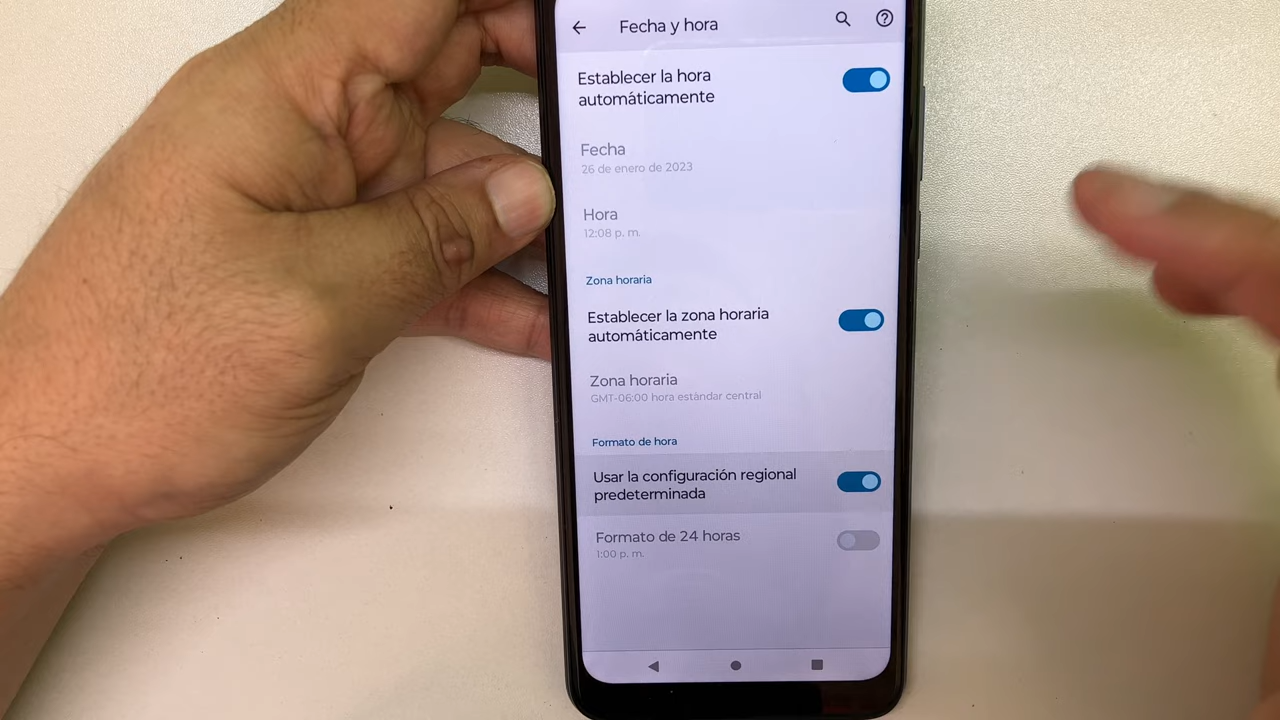 Fecha y hora
Establecer la hora
automáticamente
Fecha
26 de enero de 2023
Hora
12:08 p. m.
Zona horaria
Establecer la zona horaria
automáticamente
Zona horaria
GMT-06:00 hora estándar central
Formato de hora
Usar la configuración regional
predeterminada
Formato de 24 horas
1:00 p. m.